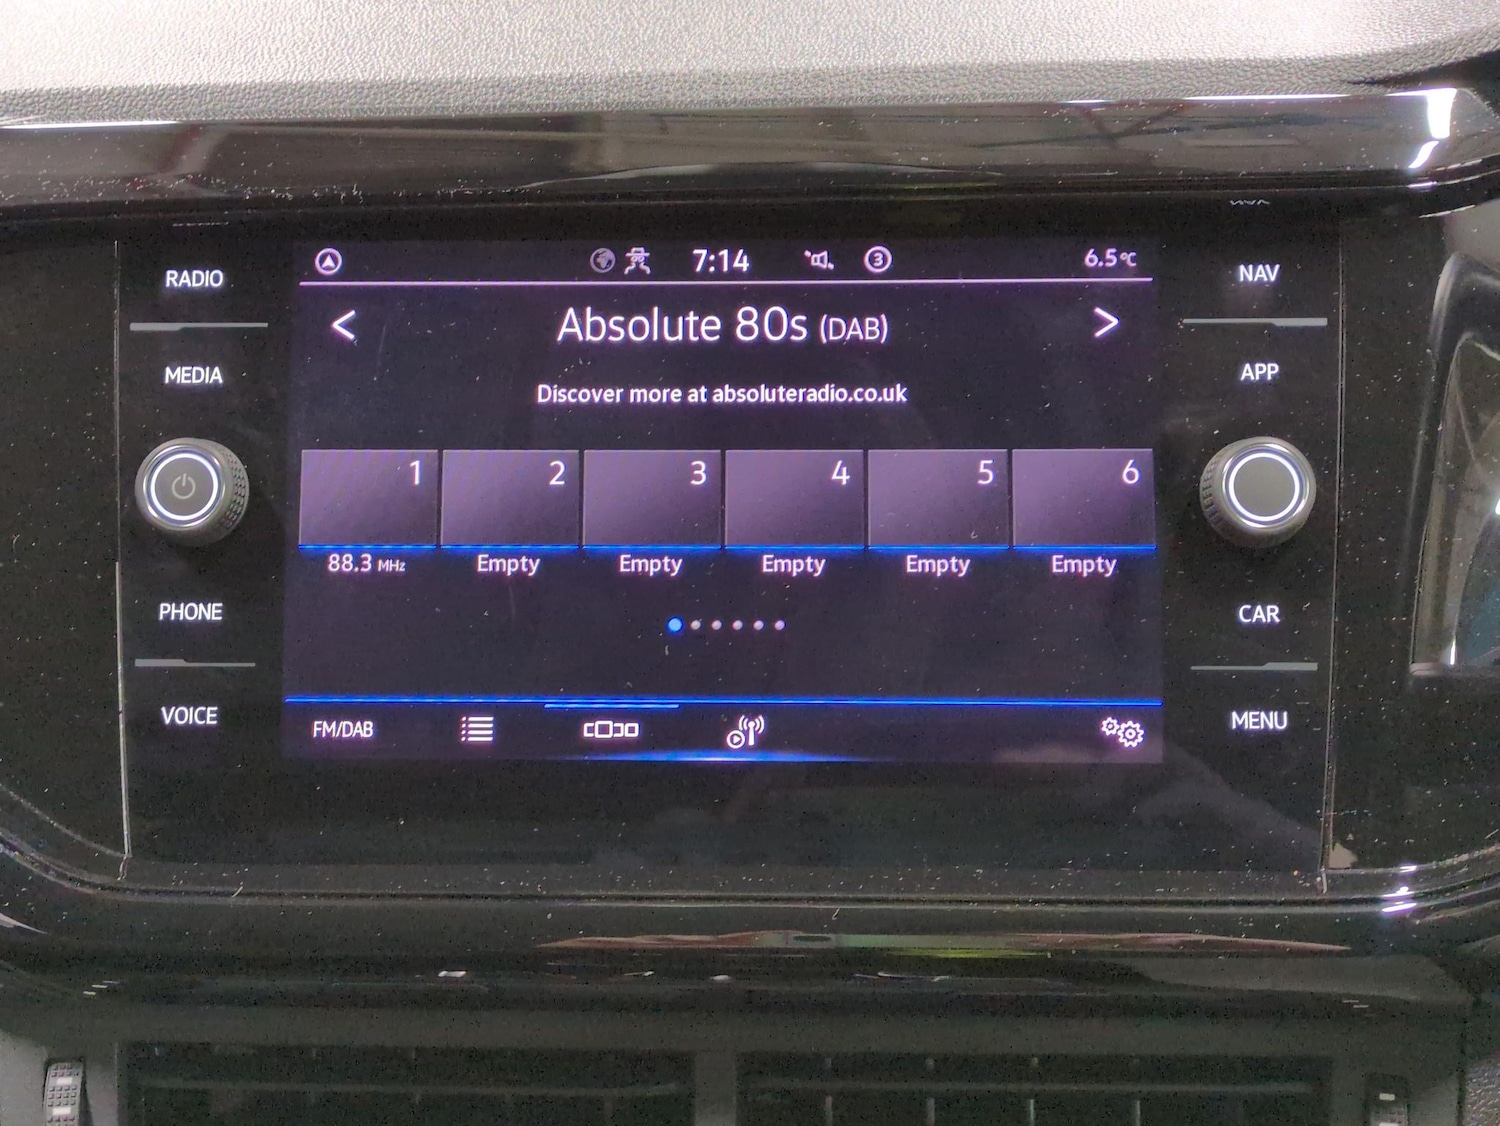 RADIO
MEDIA
PHONE
VOICE
7:14
3
6.5°C
< Absolute 80s (DAB) >
Discover more at absoluteradio.co.uk
1 2 3 4 5 6
88.3 MHz Empty Empty Empty Empty Empty
FM/DAB
NAV
APP
CAR
MENU